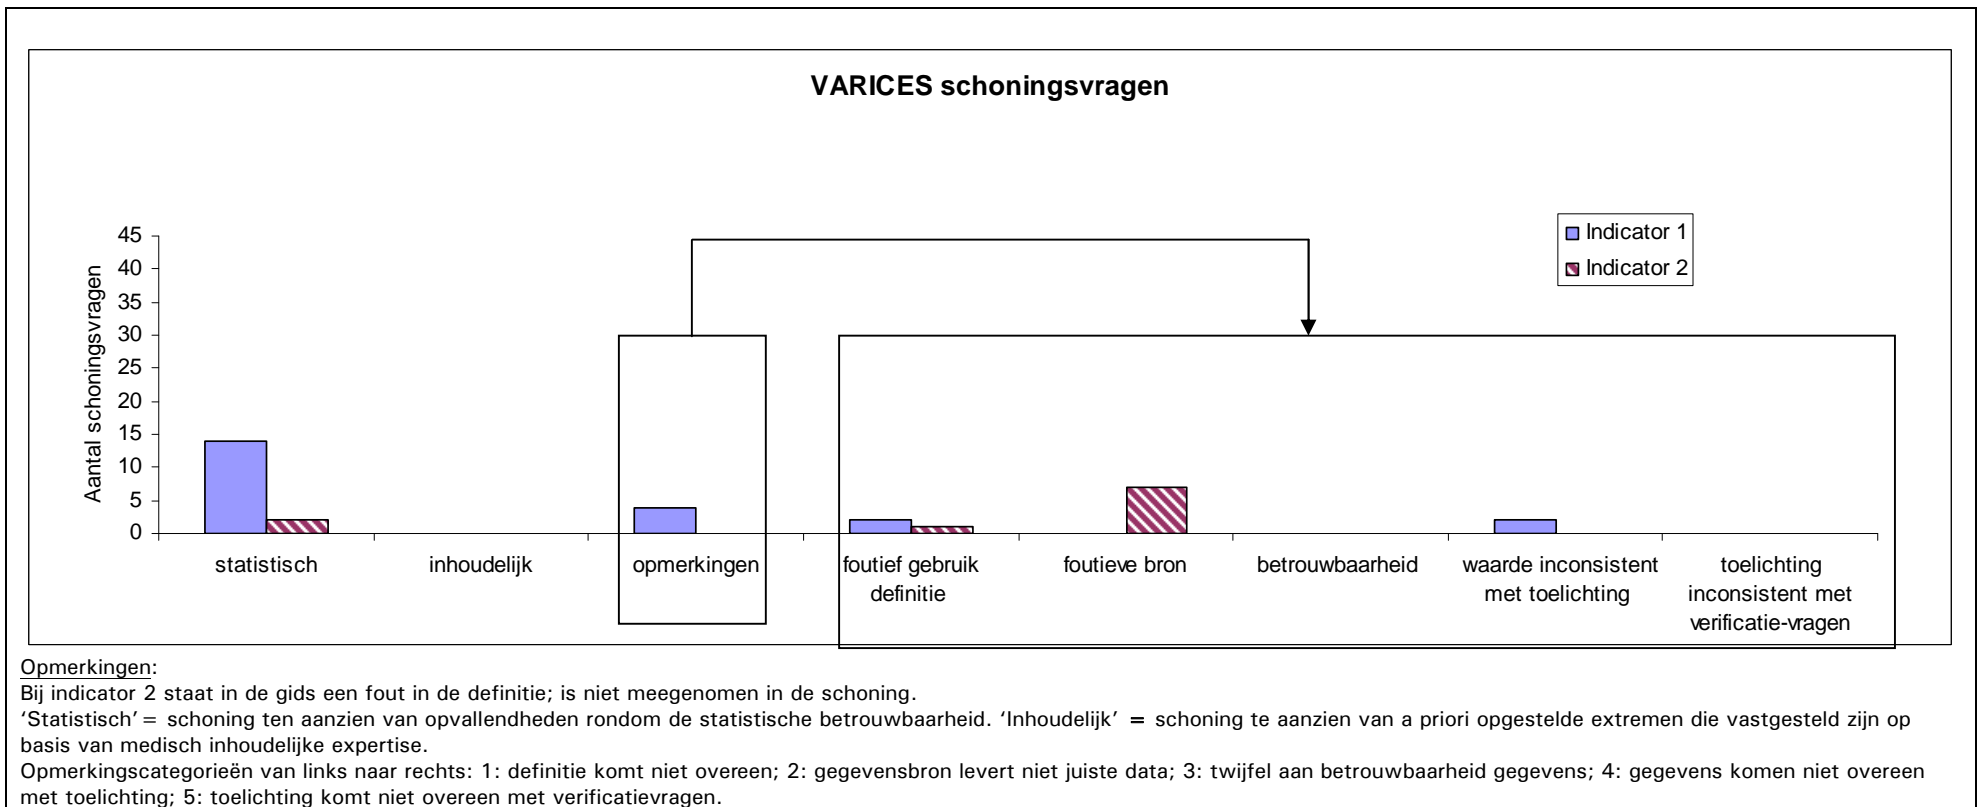 VARICES schoningsvragen
Aantal schoningsvragen
45
40
35
30
25
20
15
10
5
0
Indicator 1
Indicator 2
statistisch
inhoudelijk
opmerkingen
foutief gebruik
definitie
foutieve bron
betrouwbaarheid
waarde inconsistent
met toelichting
toelichting
inconsistent met
verificatie-vragen
Opmerkingen:
Bij indicator 2 staat in de gids een fout in de definitie; is niet meegenomen in de schoning.
‘Statistisch’ = schoning ten aanzien van opvallendheden rondom de statistische betrouwbaarheid. ‘Inhoudelijk’ = schoning te aanzien van a priori opgestelde extremen die vastgesteld zijn op
basis van medisch inhoudelijke expertise.
Opmerkingscategorieën van links naar rechts: 1: definitie komt niet overeen; 2: gegevensbron levert niet juiste data; 3: twijfel aan betrouwbaarheid gegevens; 4: gegevens komen niet overeen
met toelichting; 5: toelichting komt niet overeen met verificatievragen.